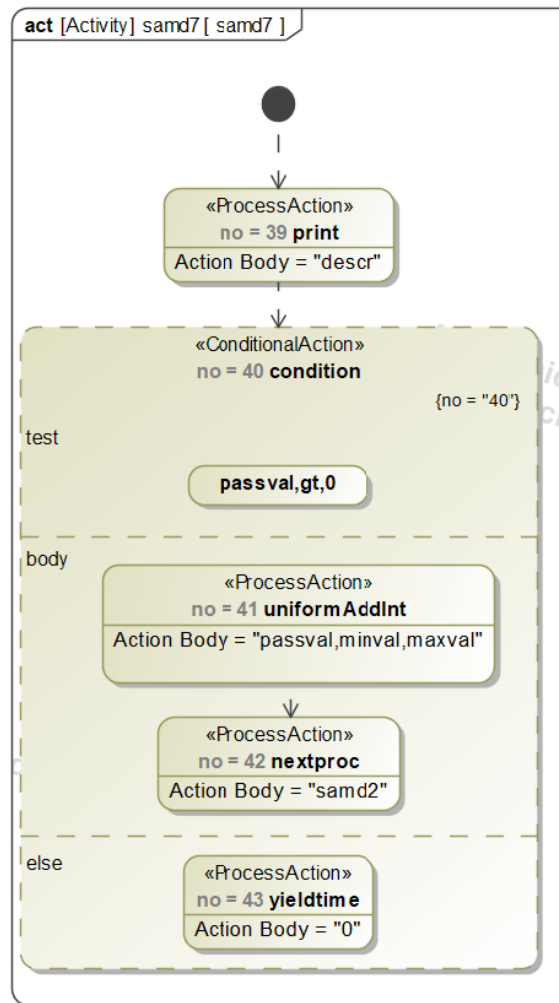 act [Activity] samd7 [ samd7 ]
«ProcessAction»
no = 39 print
Action Body = "descr"
«ConditionalAction»
no = 40 condition
{no = "40"}
test
passval,gt,0
body
«ProcessAction»
no = 41 uniformAddInt
Action Body = "passval,minval,maxval"
«ProcessAction»
no = 42 nextproc
Action Body = "samd2"
else
«ProcessAction»
no = 43 yieldtime
Action Body = "0"